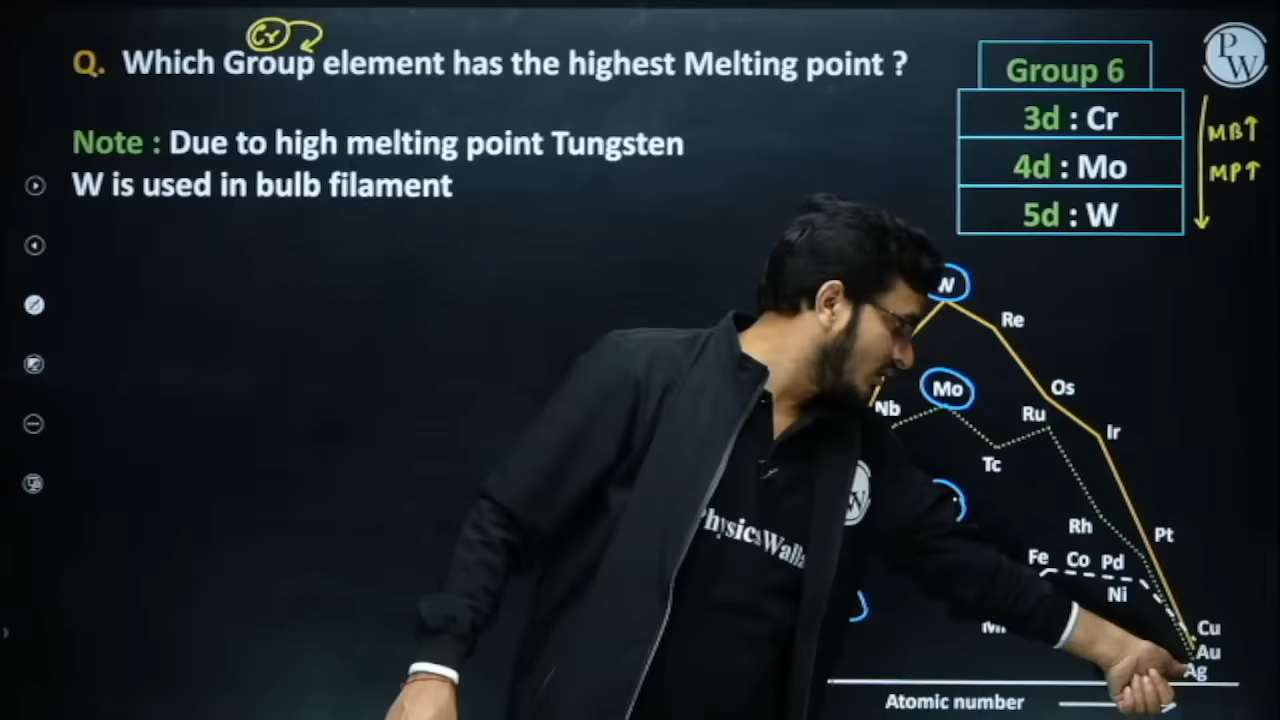 Cr
Q. Which Group element has the highest Melting point ?
Note : Due to high melting point Tungsten
W is used in bulb filament
PW
Group 6
3d : Cr
4d : Mo
5d : W
MB↑
MP↑
W
Re
Mo
Os
Nb
Ru
Ir
Tc
Rh
Pt
Fe Co Pd
Ni
Cu
Au
Ag
Atomic number